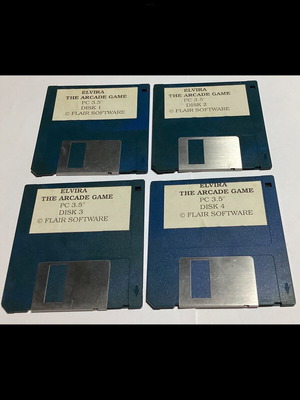 ELVIRA
THE ARCADE GAME
PC 3.5"
DISK 1
© FLAIR SOFTWARE
ELVIRA
THE ARCADE GAME
PC 3.5"
DISK 2
© FLAIR SOFTWARE
ELVIRA
THE ARCADE GAME
PC 3.5"
DISK 3
© FLAIR SOFTWARE
ELVIRA
THE ARCADE GAME
PC 3.5"
DISK 4
© FLAIR SOFTWARE